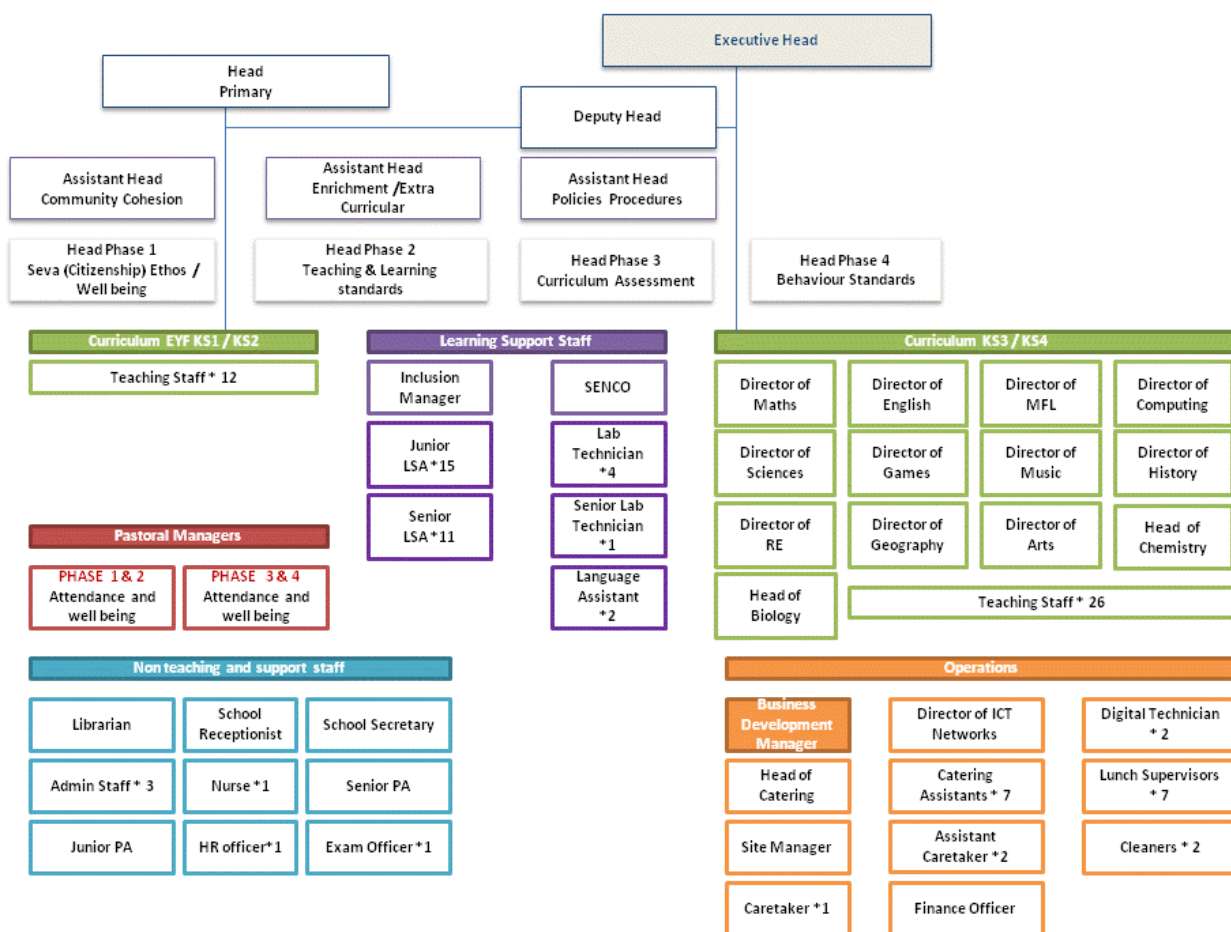 Executive Head
Head
Primary
Deputy Head
Assistant Head
Community Cohesion
Assistant Head
Enrichment /Extra
Curricular
Assistant Head
Policies Procedures
Head Phase 1
Seva (Citizenship) Ethos /
Well being
Head Phase 2
Teaching & Learning
standards
Head Phase 3
Curriculum Assessment
Head Phase 4
Behaviour Standards
Curriculum EYF KS1 / KS2
Teaching Staff * 12
Learning Support Staff
Inclusion
Manager
SENCO
Junior
LSA *15
Lab
Technician
*4
Senior
LSA *11
Senior Lab
Technician
*1
Language
Assistant
*2
Curriculum KS3 / KS4
Director of
Maths
Director of
English
Director of
MFL
Director of
Computing
Director of
Sciences
Director of
Games
Director of
Music
Director of
History
Director of
RE
Director of
Geography
Director of
Arts
Head of
Chemistry
Head of
Biology
Teaching Staff * 26
Pastoral Managers
PHASE 1 & 2
Attendance and
well being
PHASE 3 & 4
Attendance and
well being
Non teaching and support staff
Librarian
School
Receptionist
School Secretary
Admin Staff * 3
Nurse *1
Senior PA
Junior PA
HR officer*1
Exam Officer *1
Operations
Business
Development
Manager
Director of ICT
Networks
Digital Technician
* 2
Head of
Catering
Catering
Assistants * 7
Lunch Supervisors
* 7
Site Manager
Assistant
Caretaker *2
Cleaners * 2
Caretaker *1
Finance Officer